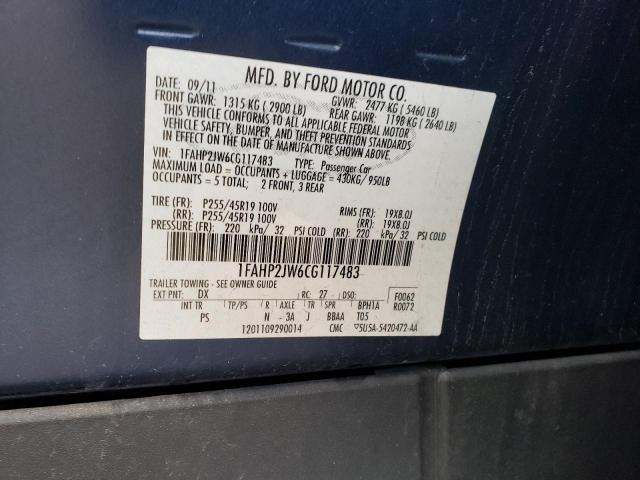 MFD. BY FORD MOTOR CO.
DATE: 09/11 GVWR: 2477 KG ( 5460 LB)
FRONT GAWR: 1315 KG ( 2900 LB) REAR GAWR: 1198 KG ( 2640 LB)
THIS VEHICLE CONFORMS TO ALL APPLICABLE FEDERAL MOTOR
VEHICLE SAFETY, BUMPER, AND THEFT PREVENTION STANDARDS
IN EFFECT ON THE DATE OF MANUFACTURE SHOWN ABOVE.
VIN: 1FAHP2JW6CG117483 TYPE: Passenger Car
MAXIMUM LOAD = OCCUPANTS + LUGGAGE = 430KG/ 950LB
OCCUPANTS = 5 TOTAL; 2 FRONT, 3 REAR
TIRE (FR): P255/45R19 100V RIMS (FR): 19X8.0J
(RR): P255/45R19 100V (RR): 19X8.0J
PRESSURE (FR): 220 kPa/ 32 PSI COLD (RR): 220 kPa/ 32 PSI COLD
1FAHP2JW6CG117483
TRAILER TOWING - SEE OWNER GUIDE
EXT PNT: DX RC: 27 DSO: F0062
INT TR TP/PS R AXLE TR SPR BPH1A R0072
PS N -3A J BBAA T05
1201109290014 CMC ▽5U5A-5420472-AA